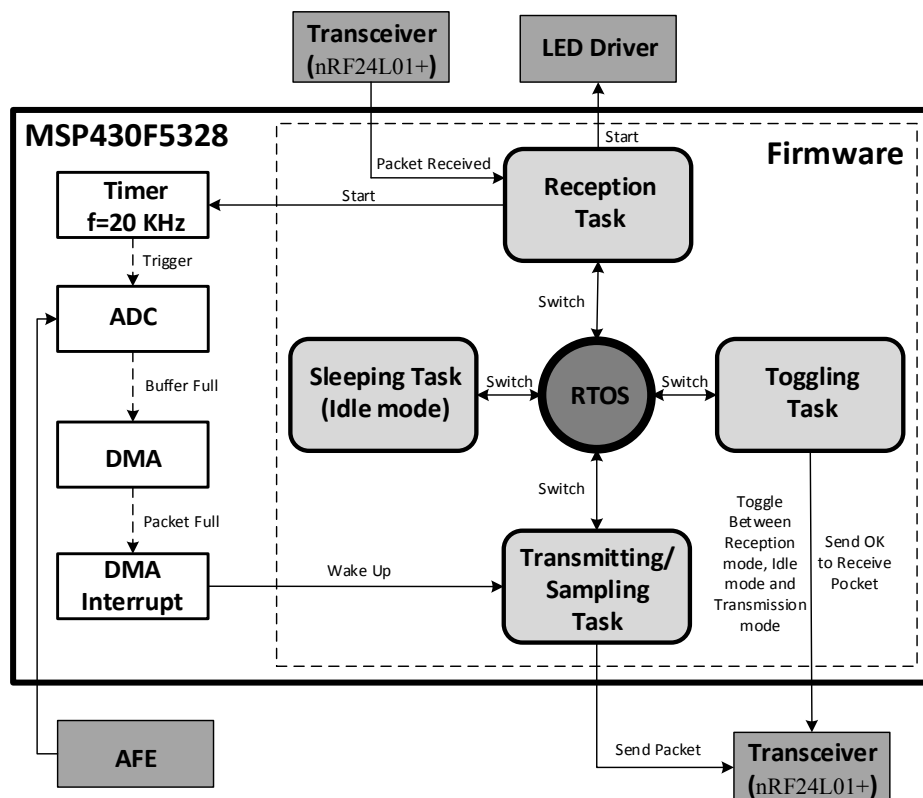 Transceiver
(nRF24L01+)
LED Driver
MSP430F5328
Firmware
Packet Received
Start
Reception
Task
Start
Timer
f=20 KHz
Trigger
ADC
Switch
Buffer Full
Sleeping Task
(Idle mode)
Switch
RTOS
Switch
Toggling
Task
DMA
Switch
Packet Full
DMA
Interrupt
Wake Up
Transmitting/
Sampling
Task
Toggle
Between
Reception
mode, Idle
mode and
Transmission
mode
Send OK
to Receive
Pocket
AFE
Send Packet
Transceiver
(nRF24L01+)